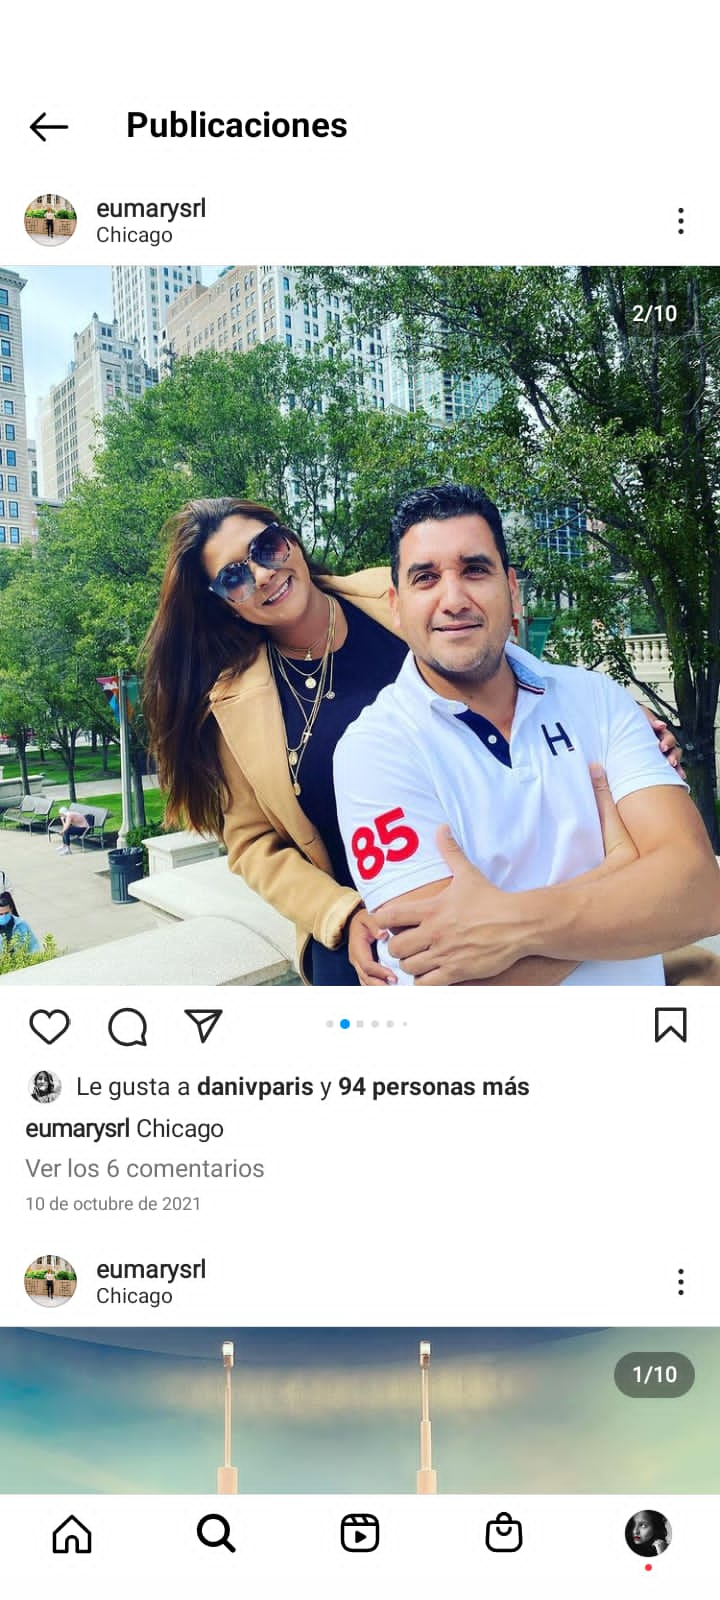 Publicaciones
eumarysrl
Chicago
2/10
H
85
Le gusta a danivparis y 94 personas más
eumarysrl Chicago
Ver los 6 comentarios
10 de octubre de 2021
eumarysrl
Chicago
1/10